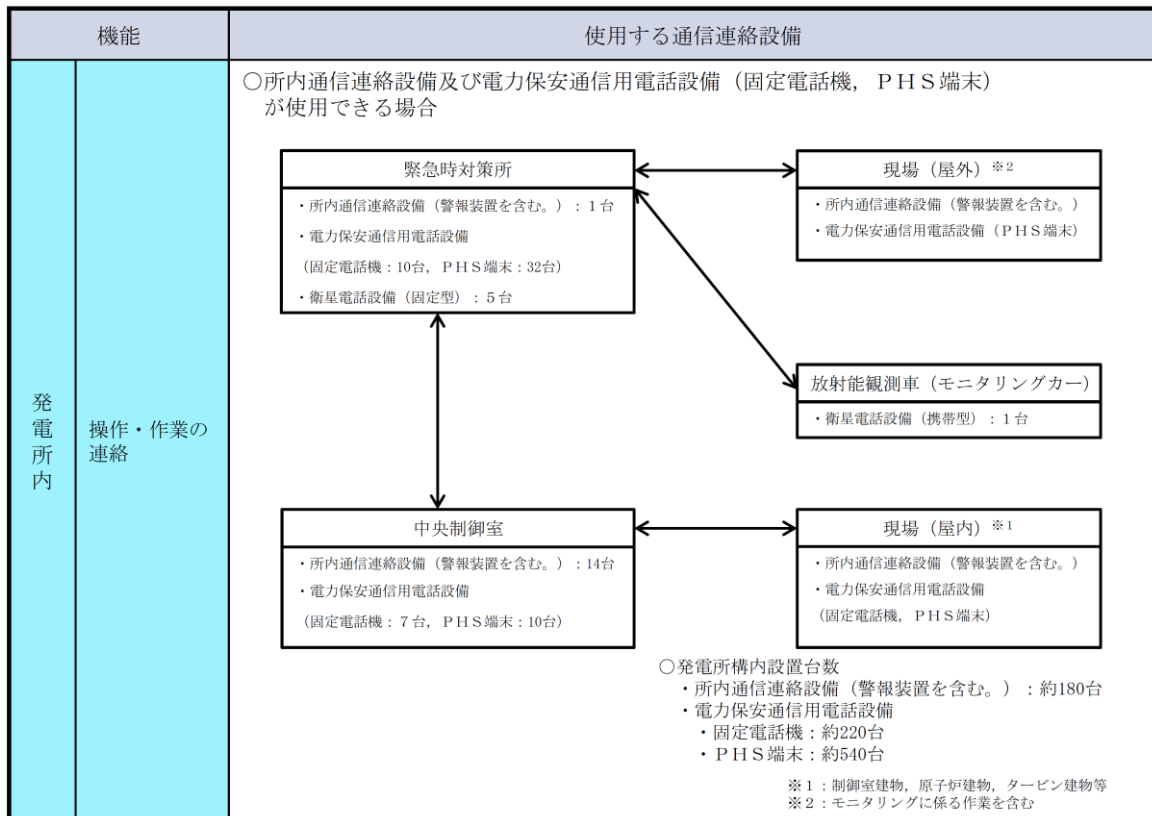 機能
使用する通信連絡設備
発電所内
操作・作業の
連絡
○所内通信連絡設備及び電力保安通信用電話設備（固定電話機，ＰＨＳ端末）
が使用できる場合
緊急時対策所
・所内通信連絡設備（警報装置を含む。）：１台
・電力保安通信用電話設備
（固定電話機：10台，ＰＨＳ端末：32台）
・衛星電話設備（固定型）：５台
現場（屋外）※２
・所内通信連絡設備（警報装置を含む。）
・電力保安通信用電話設備（ＰＨＳ端末）
放射能観測車（モニタリングカー）
・衛星電話設備（携帯型）：１台
中央制御室
・所内通信連絡設備（警報装置を含む。）：14台
・電力保安通信用電話設備
（固定電話機：７台，ＰＨＳ端末：10台）
現場（屋内）※１
・所内通信連絡設備（警報装置を含む。）
・電力保安通信用電話設備
（固定電話機，ＰＨＳ端末）
○発電所構内設置台数
・所内通信連絡設備（警報装置を含む。）：約180台
・電力保安通信用電話設備
・固定電話機：約220台
・ＰＨＳ端末：約540台
※１：制御室建物，原子炉建物，タービン建物等
※２：モニタリングに係る作業を含む